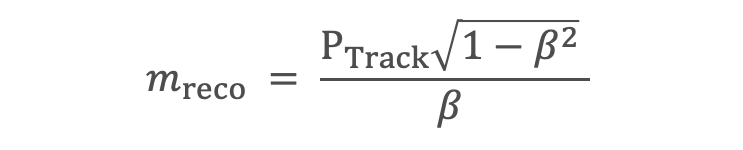 m_reco = P_Track√(1 − β²) / β